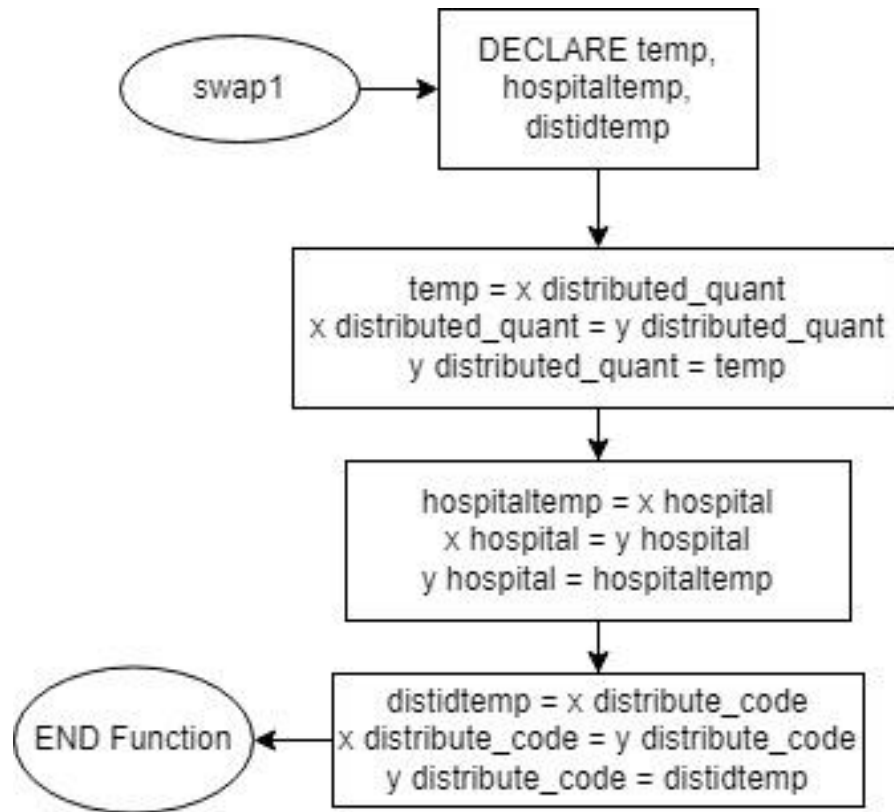 swap1
DECLARE temp,
hospitaltemp,
distidtemp
temp = x distributed_quant
x distributed_quant = y distributed_quant
y distributed_quant = temp
hospitaltemp = x hospital
x hospital = y hospital
y hospital = hospitaltemp
distidtemp = x distribute_code
x distribute_code = y distribute_code
y distribute_code = distidtemp
END Function